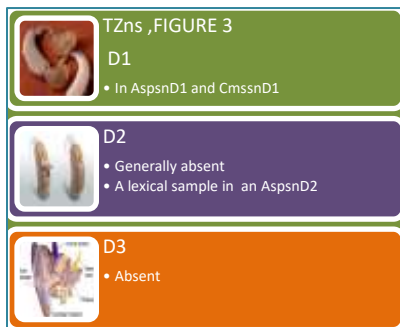 TZns ,FIGURE 3
D1
• In AspsnD1 and CmssnD1
D2
• Generally absent
• A lexical sample in an AspsnD2
D3
• Absent